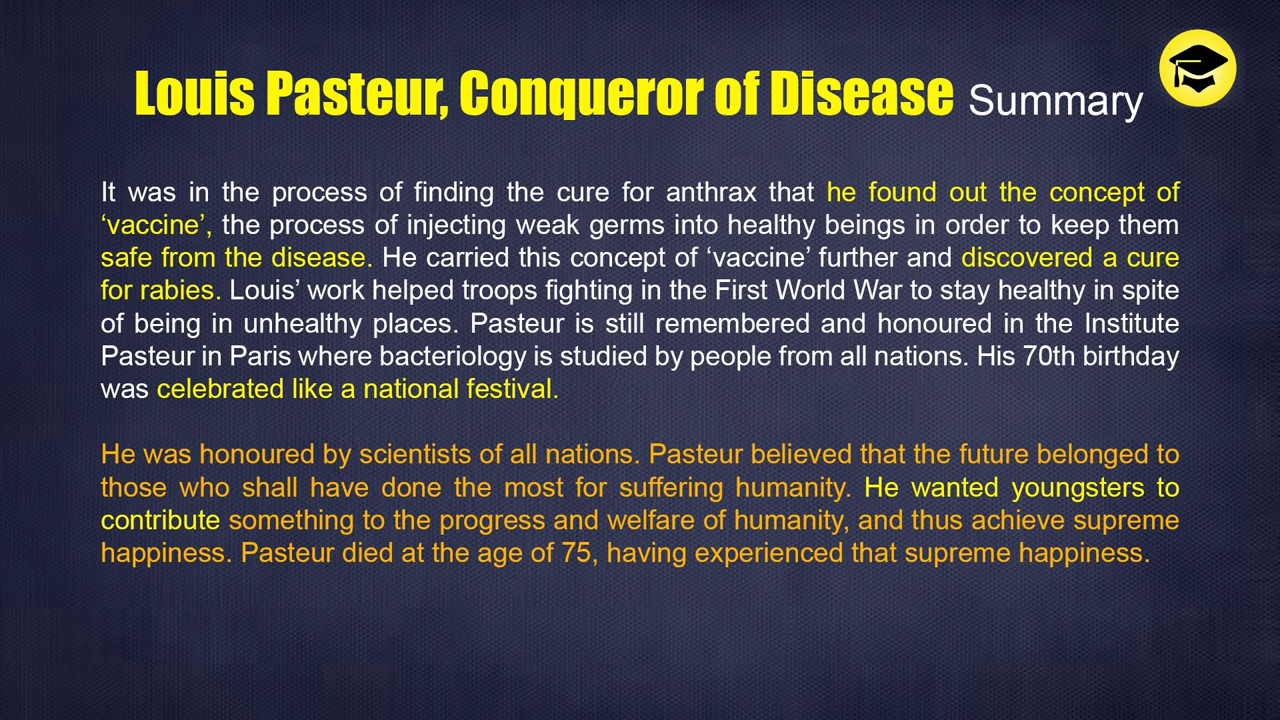 Louis Pasteur, Conqueror of Disease Summary
It was in the process of finding the cure for anthrax that he found out the concept of
‘vaccine’, the process of injecting weak germs into healthy beings in order to keep them
safe from the disease. He carried this concept of ‘vaccine’ further and discovered a cure
for rabies. Louis’ work helped troops fighting in the First World War to stay healthy in spite
of being in unhealthy places. Pasteur is still remembered and honoured in the Institute
Pasteur in Paris where bacteriology is studied by people from all nations. His 70th birthday
was celebrated like a national festival.
He was honoured by scientists of all nations. Pasteur believed that the future belonged to
those who shall have done the most for suffering humanity. He wanted youngsters to
contribute something to the progress and welfare of humanity, and thus achieve supreme
happiness. Pasteur died at the age of 75, having experienced that supreme happiness.